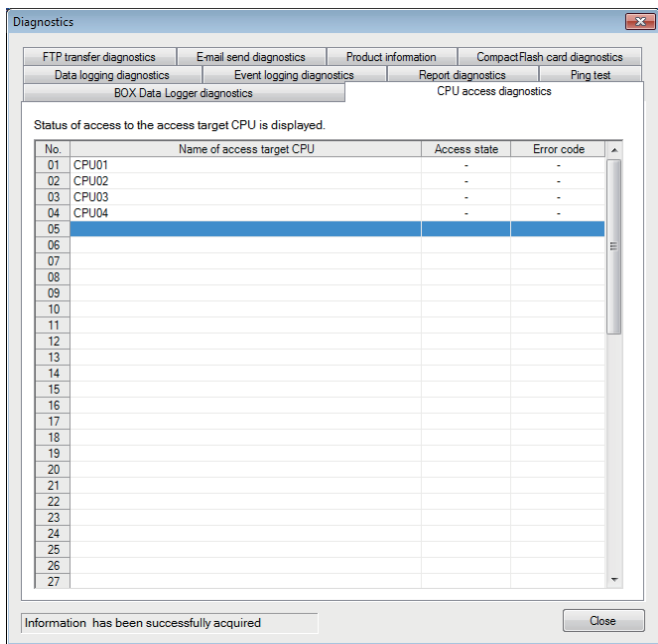 Diagnostics
FTP transfer diagnostics E-mail send diagnostics Product information CompactFlash card diagnostics
Data logging diagnostics Event logging diagnostics Report diagnostics Ping test
BOX Data Logger diagnostics CPU access diagnostics
Status of access to the access target CPU is displayed.
No. Name of access target CPU Access state Error code
01 CPU01 - -
02 CPU02 - -
03 CPU03 - -
04 CPU04 - -
05
06
07
08
09
10
11
12
13
14
15
16
17
18
19
20
21
22
23
24
25
26
27
Information has been successfully acquired Close